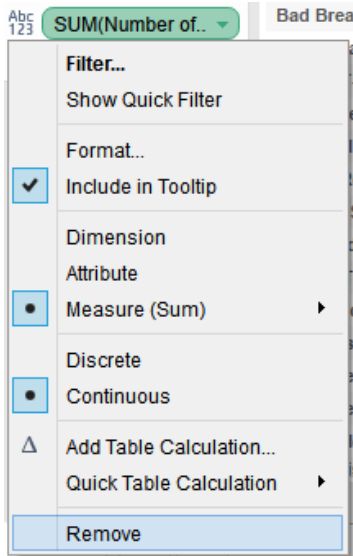 Abc
123
SUM(Number of..
Bad Brea
Filter...
Show Quick Filter
Format...
Include in Tooltip
Dimension
Attribute
Measure (Sum)
Discrete
Continuous
Δ Add Table Calculation...
Quick Table Calculation
Remove